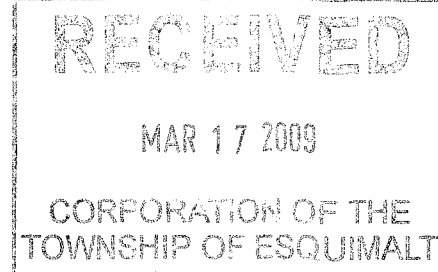 RECEIVED
MAR 17 2009
CORPORATION OF THE
TOWNSHIP OF ESQUIMALT